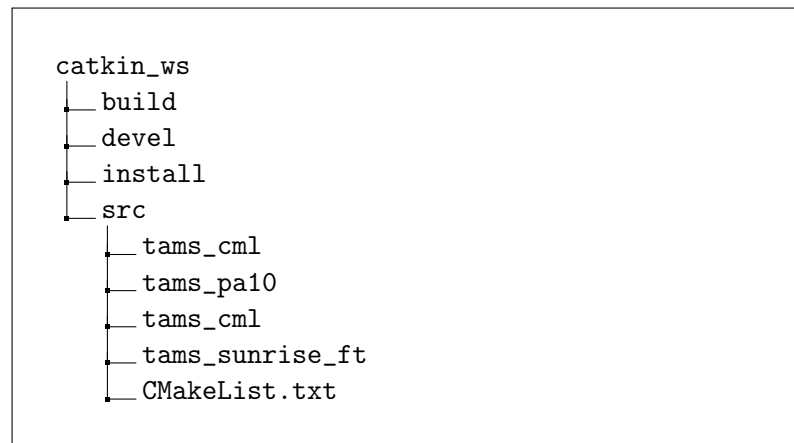 catkin_ws
build
devel
install
src
tams_cml
tams_pa10
tams_cml
tams_sunrise_ft
CMakeList.txt